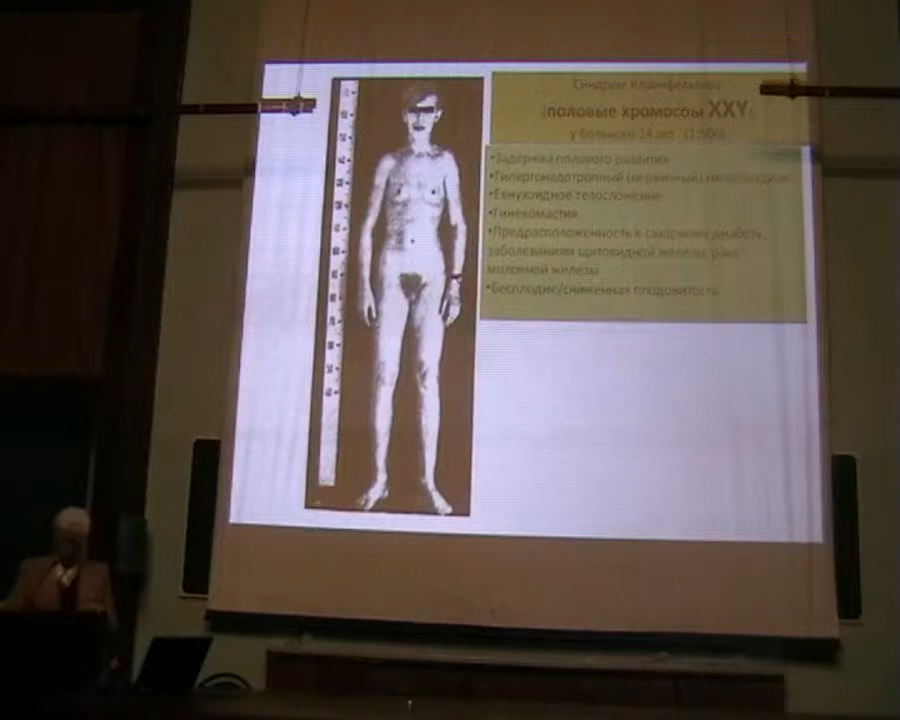 Синдром Клайнфельтера
(половые хромосомы XXY)
у больного 14 лет (1:500)
•Задержка полового развития
•Гипергонадотропный (первичный) гипогонадизм
•Евнухоидное телосложение
•Гинекомастия
•Предрасположенность к сахарному диабету,
заболеваниям щитовидной железы, раку
молочной железы
•Бесплодие/сниженная плодовитость